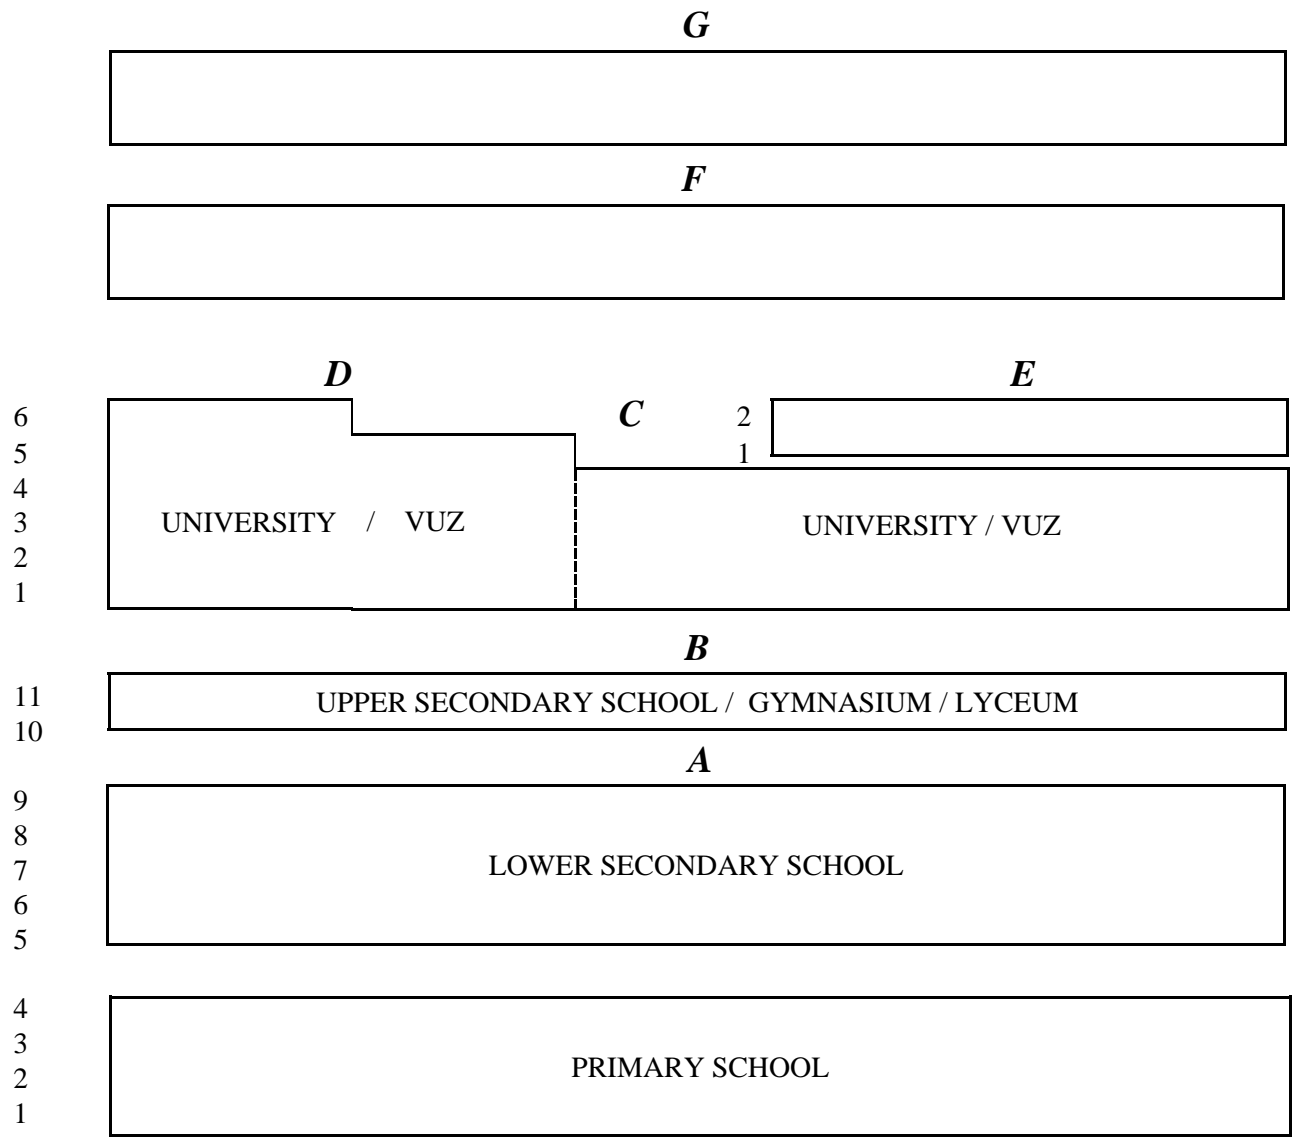 G
F
D
E
6
C
2
5
1
4
3
UNIVERSITY / VUZ
UNIVERSITY / VUZ
2
1
B
11
UPPER SECONDARY SCHOOL / GYMNASIUM / LYCEUM
10
A
9
8
7
LOWER SECONDARY SCHOOL
6
5
4
3
2
PRIMARY SCHOOL
1